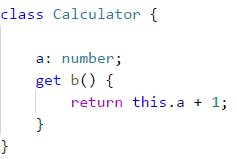 class Calculator {
    a: number;
    get b() {
        return this.a + 1;
    }
}